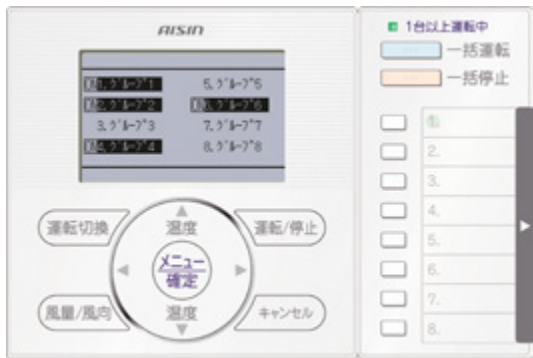 AISIN
1.グループ1 5.グループ5
2.グループ2 6.グループ6
3.グループ3 7.グループ7
4.グループ4 8.グループ8
運転切換
温度
運転/停止
メニュー
確定
風量/風向
温度
キャンセル
1台以上運転中
一括運転
一括停止
1.
2.
3.
4.
5.
6.
7.
8.